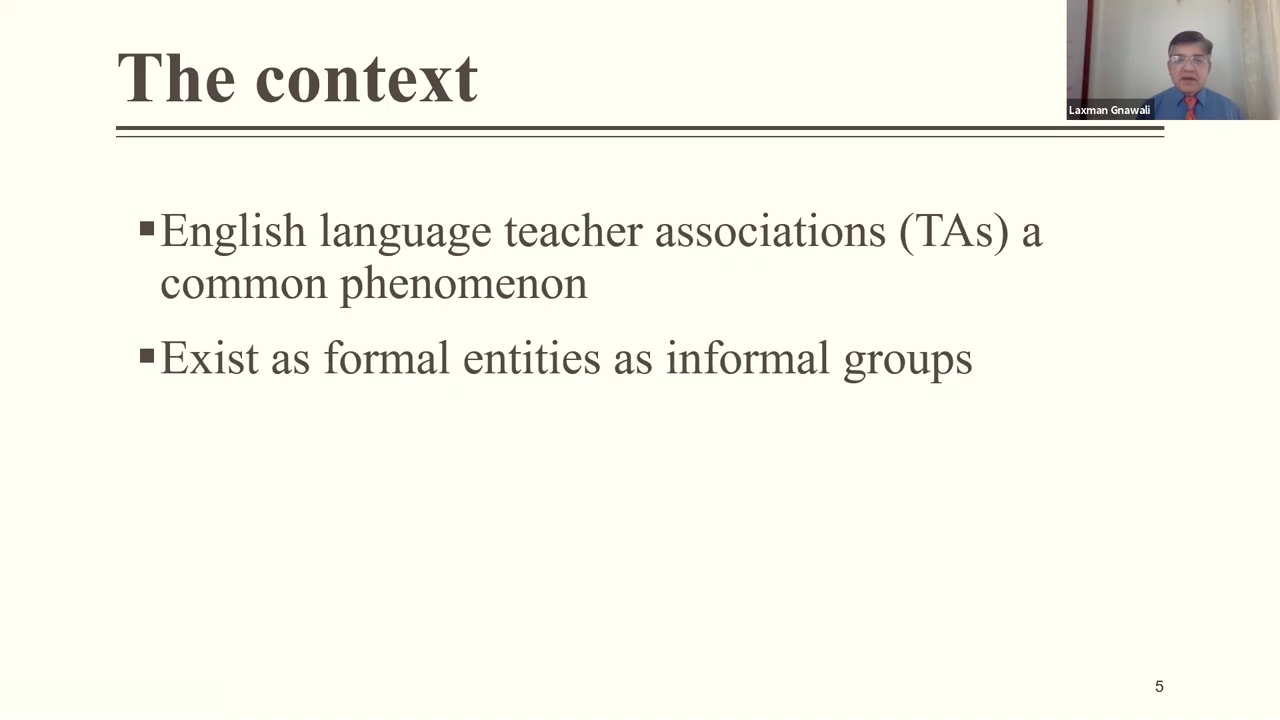 The context
Laxman Gnawali
▪English language teacher associations (TAs) a
common phenomenon
▪Exist as formal entities as informal groups
5